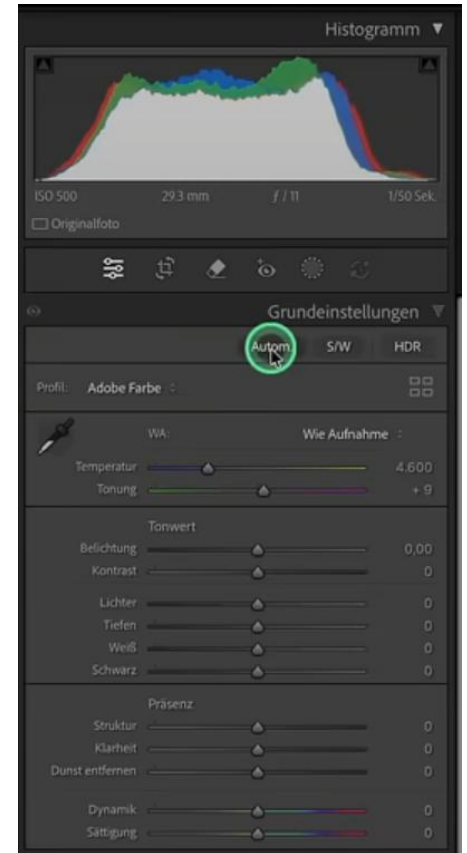 Histogramm
ISO 500 29.3 mm ƒ / 11 1/50 Sek.
Originalfoto
Grundeinstellungen
Autom. S/W HDR
Profil: Adobe Farbe
WA: Wie Aufnahme
Temperatur 4.600
Tonung + 9
Tonwert
Belichtung 0,00
Kontrast 0
Lichter 0
Tiefen 0
Weiß 0
Schwarz 0
Präsenz
Struktur 0
Klarheit 0
Dunst entfernen 0
Dynamik 0
Sättigung 0